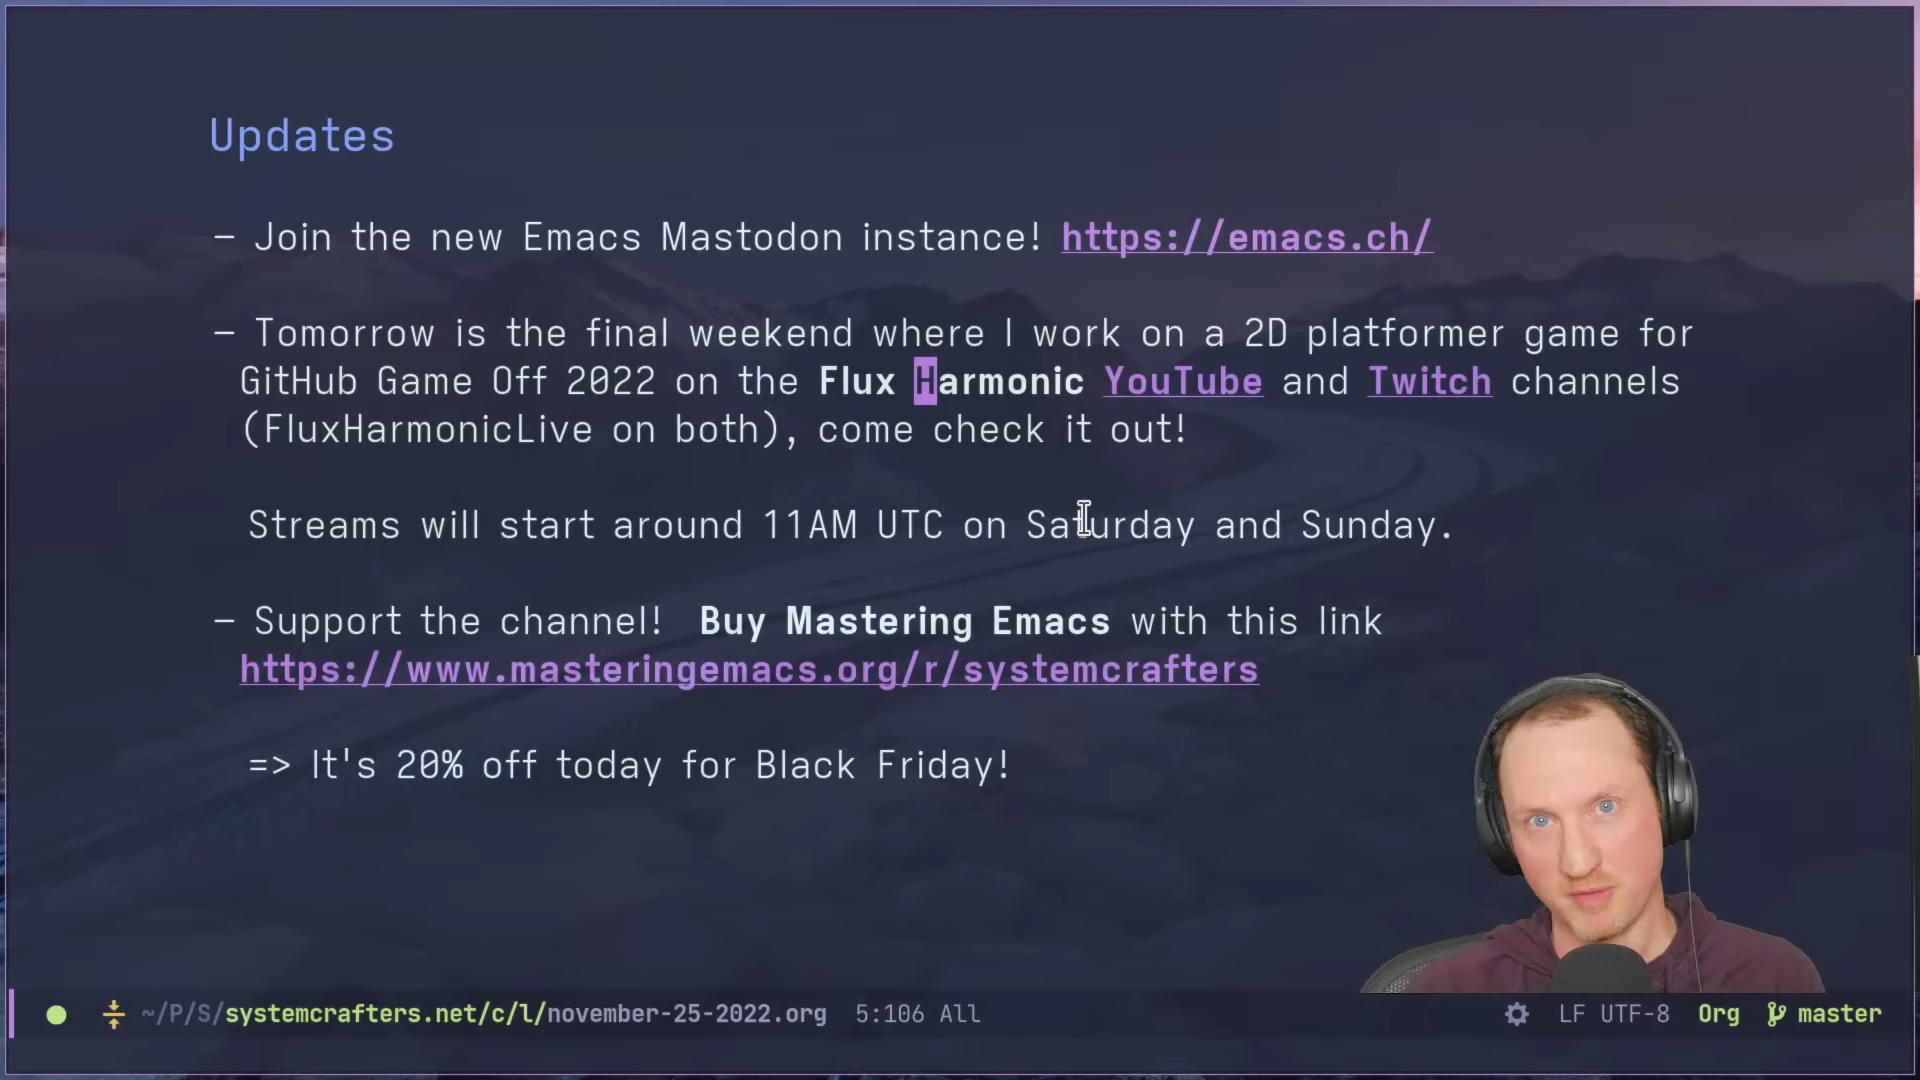 Updates
– Join the new Emacs Mastodon instance! https://emacs.ch/
– Tomorrow is the final weekend where I work on a 2D platformer game for
GitHub Game Off 2022 on the Flux Harmonic YouTube and Twitch channels
(FluxHarmonicLive on both), come check it out!
Streams will start around 11AM UTC on Saturday and Sunday.
– Support the channel!  Buy Mastering Emacs with this link
https://www.masteringemacs.org/r/systemcrafters
=> It's 20% off today for Black Friday!
~/P/S/systemcrafters.net/c/l/november-25-2022.org 5:106 All LF UTF-8 Org master